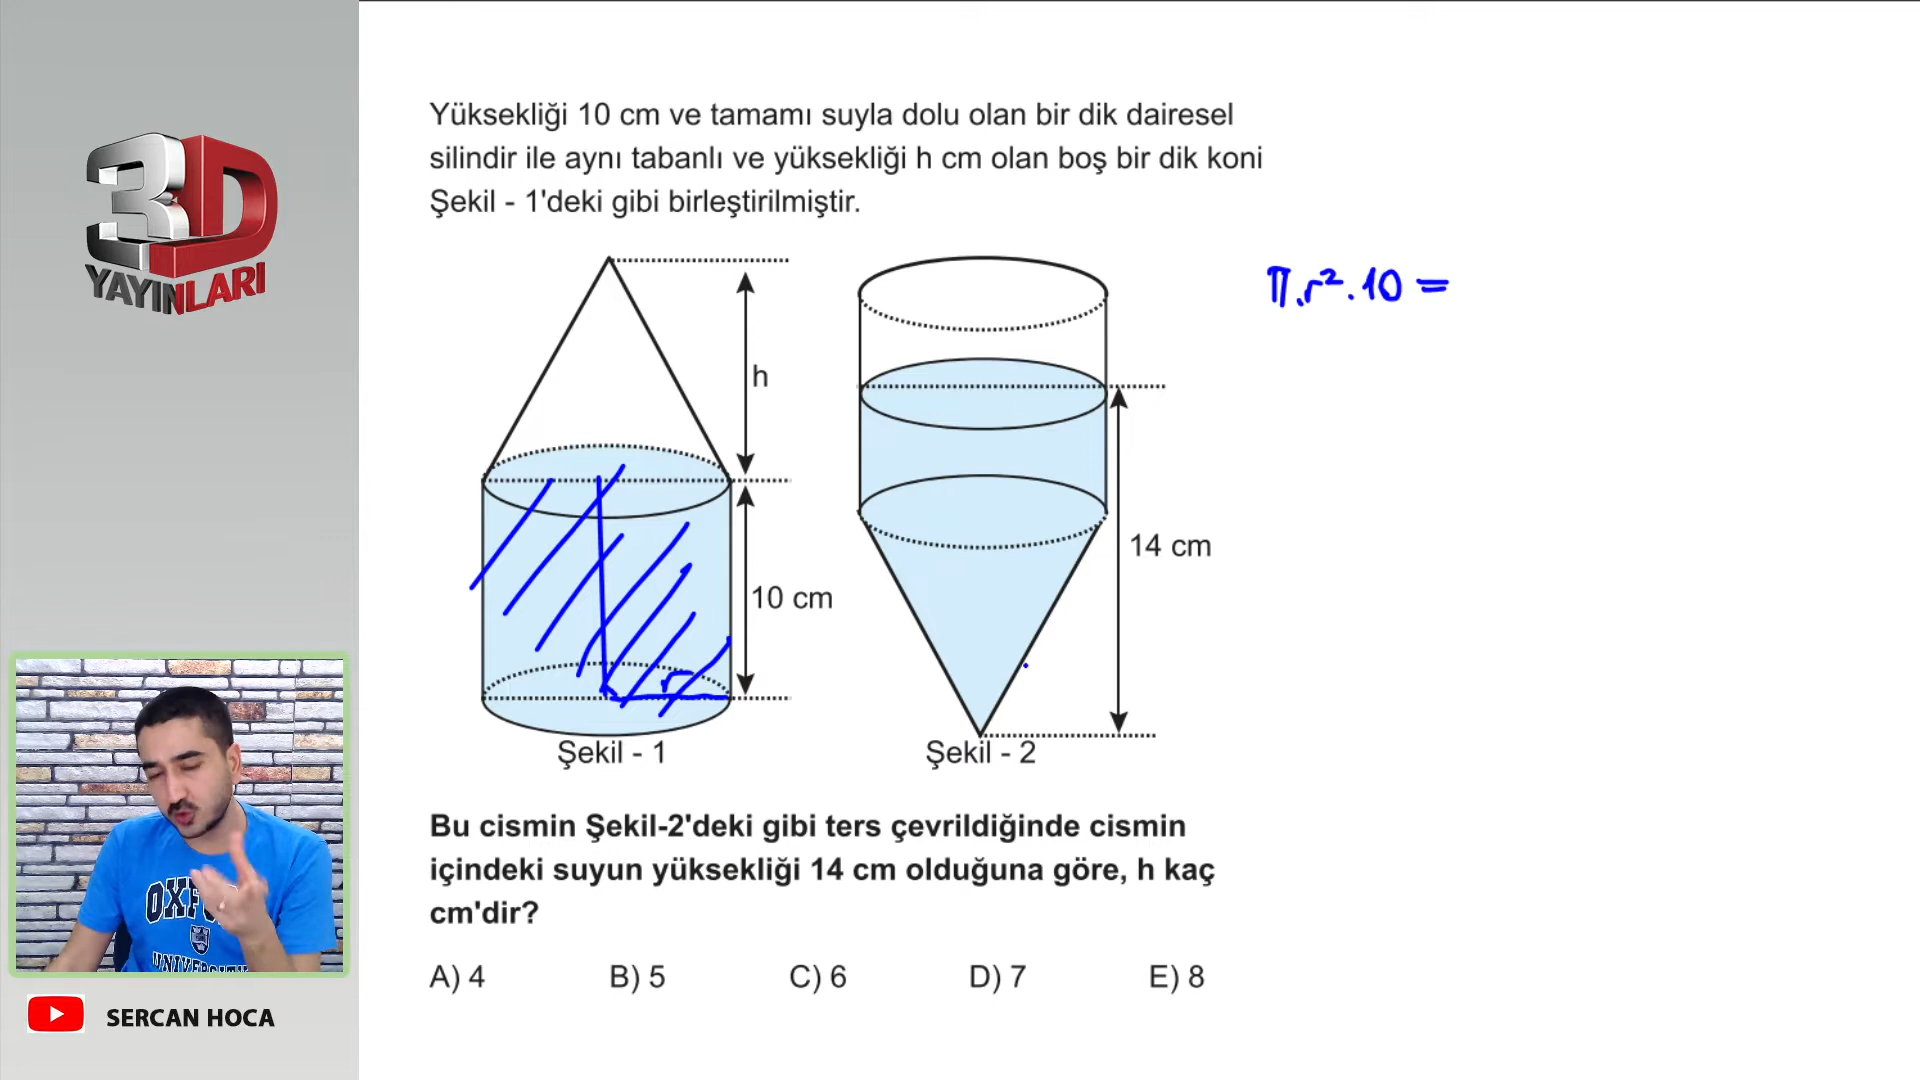 3D
YAYINLARI
Yüksekliği 10 cm ve tamamı suyla dolu olan bir dik dairesel
silindir ile aynı tabanlı ve yüksekliği h cm olan boş bir dik koni
Şekil - 1'deki gibi birleştirilmiştir.
π.r².10 =
h
10 cm
r
14 cm
Şekil - 1
Şekil - 2
Bu cismin Şekil-2'deki gibi ters çevrildiğinde cismin
içindeki suyun yüksekliği 14 cm olduğuna göre, h kaç
cm'dir?
A) 4
B) 5
C) 6
D) 7
E) 8
SERCAN HOCA